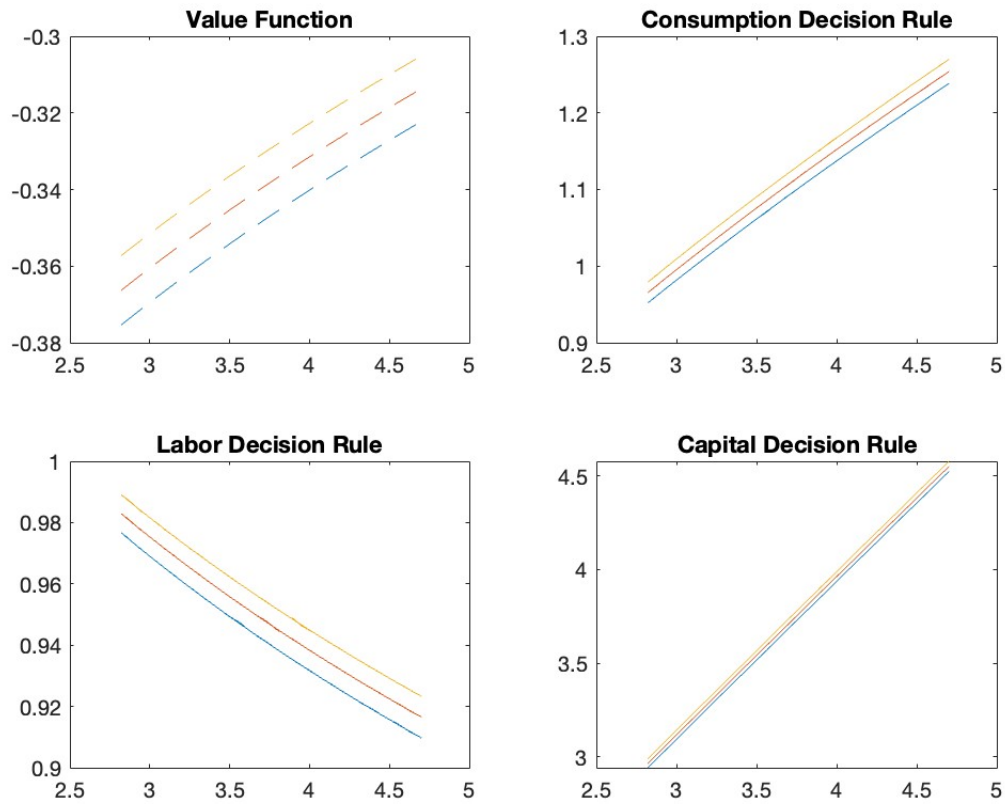 Value Function
-0.3
-0.32
-0.34
-0.36
-0.38
2.5 3 3.5 4 4.5 5
Consumption Decision Rule
1.3
1.2
1.1
1
0.9
2.5 3 3.5 4 4.5 5
Labor Decision Rule
1
0.98
0.96
0.94
0.92
0.9
2.5 3 3.5 4 4.5 5
Capital Decision Rule
4.5
4
3.5
3
2.5 3 3.5 4 4.5 5